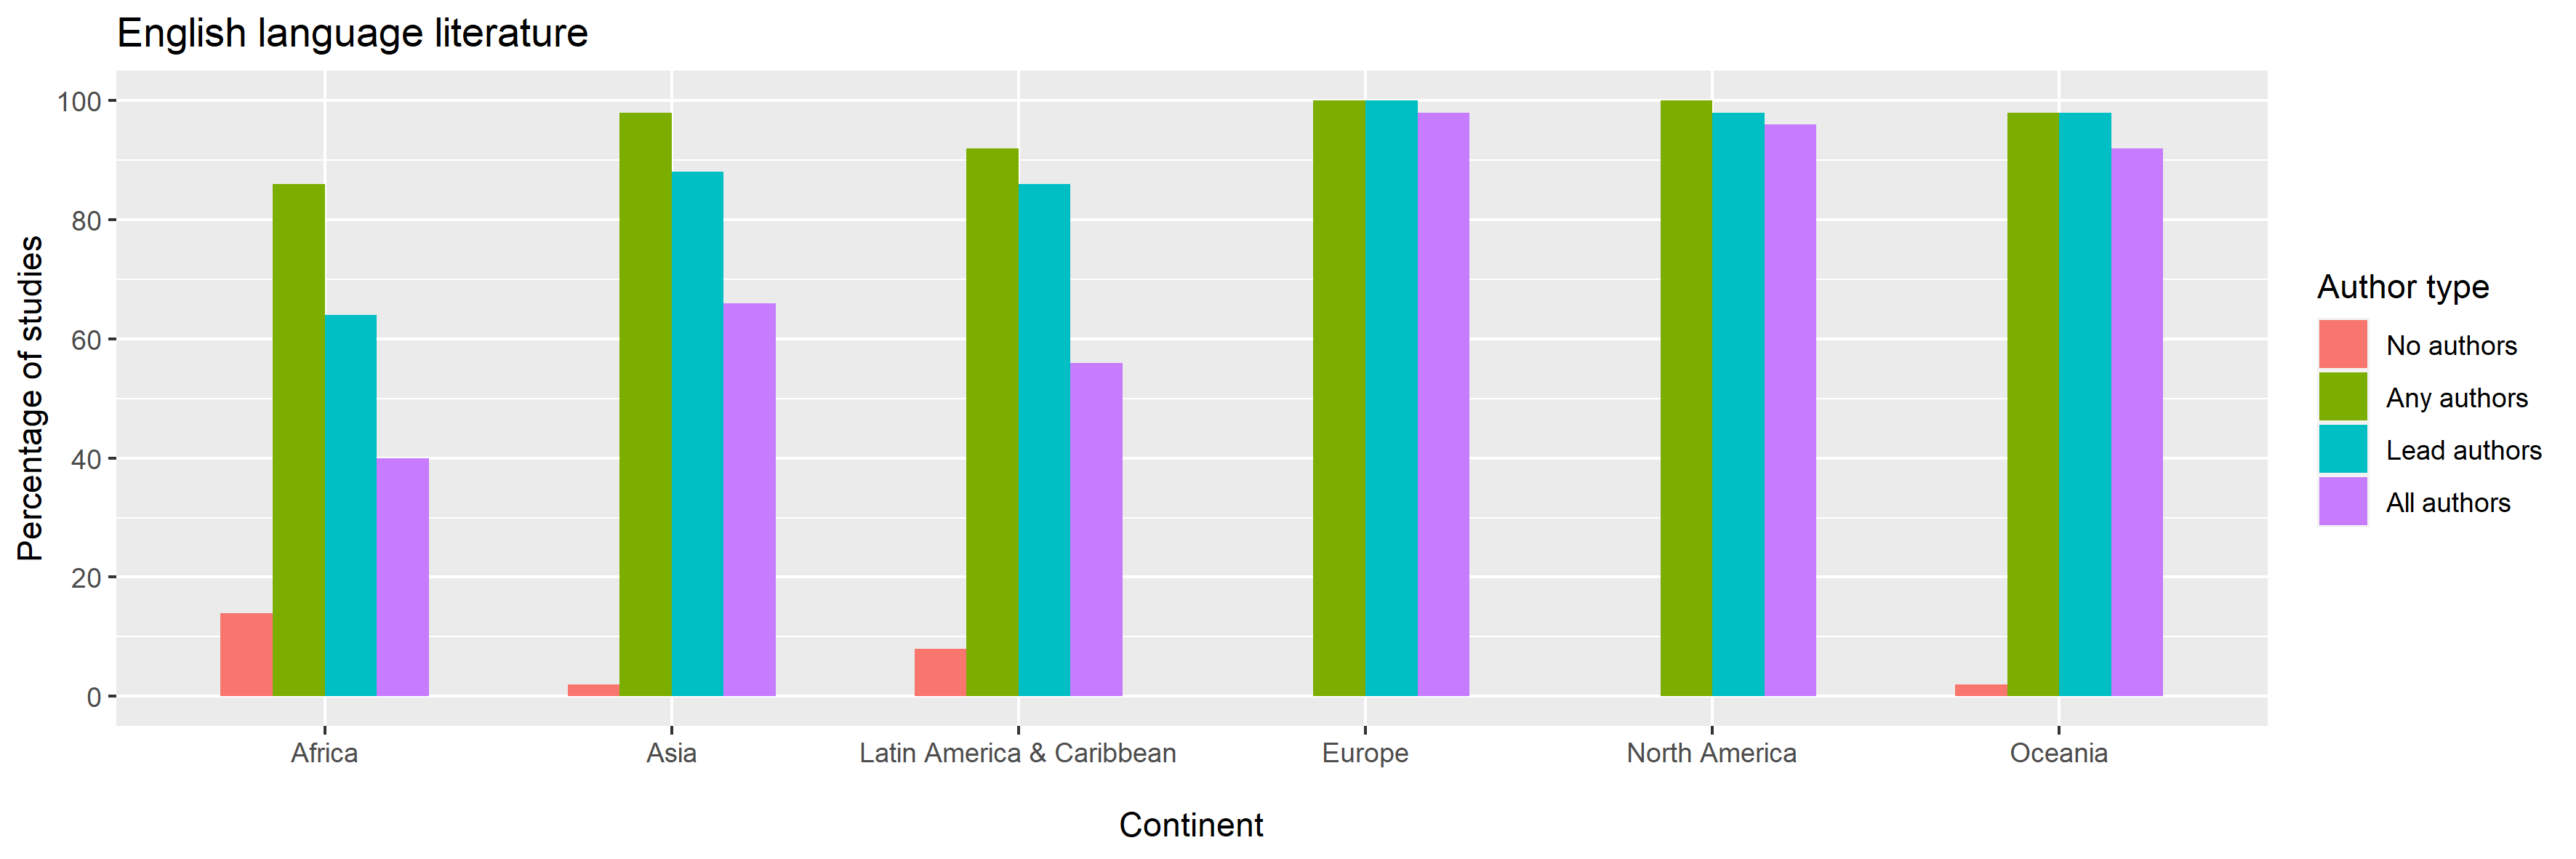 English language literature
Percentage of studies
100
80
60
40
20
0
Africa
Asia
Latin America & Caribbean
Europe
North America
Oceania
Continent
Author type
No authors
Any authors
Lead authors
All authors